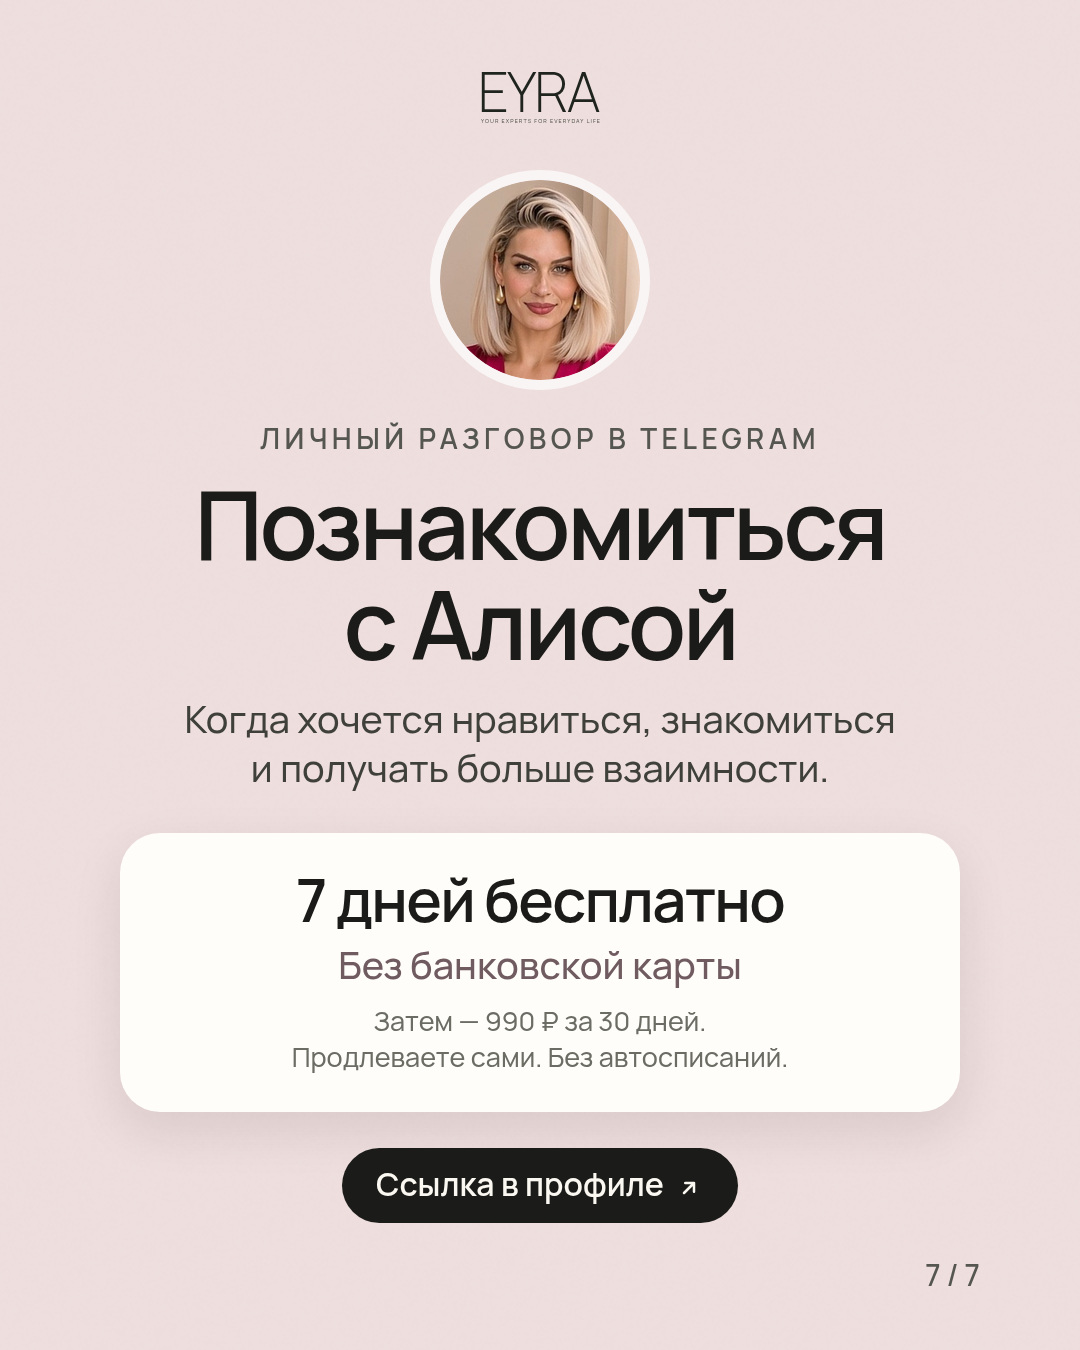 EYRA
YOUR EXPERTS FOR EVERYDAY LIFE
ЛИЧНЫЙ РАЗГОВОР В TELEGRAM
Познакомиться
с Алисой
Когда хочется нравиться, знакомиться
и получать больше взаимности.
7 дней бесплатно
Без банковской карты
Затем — 990 ₽ за 30 дней.
Продлеваете сами. Без автосписаний.
Ссылка в профиле ↗
7 / 7